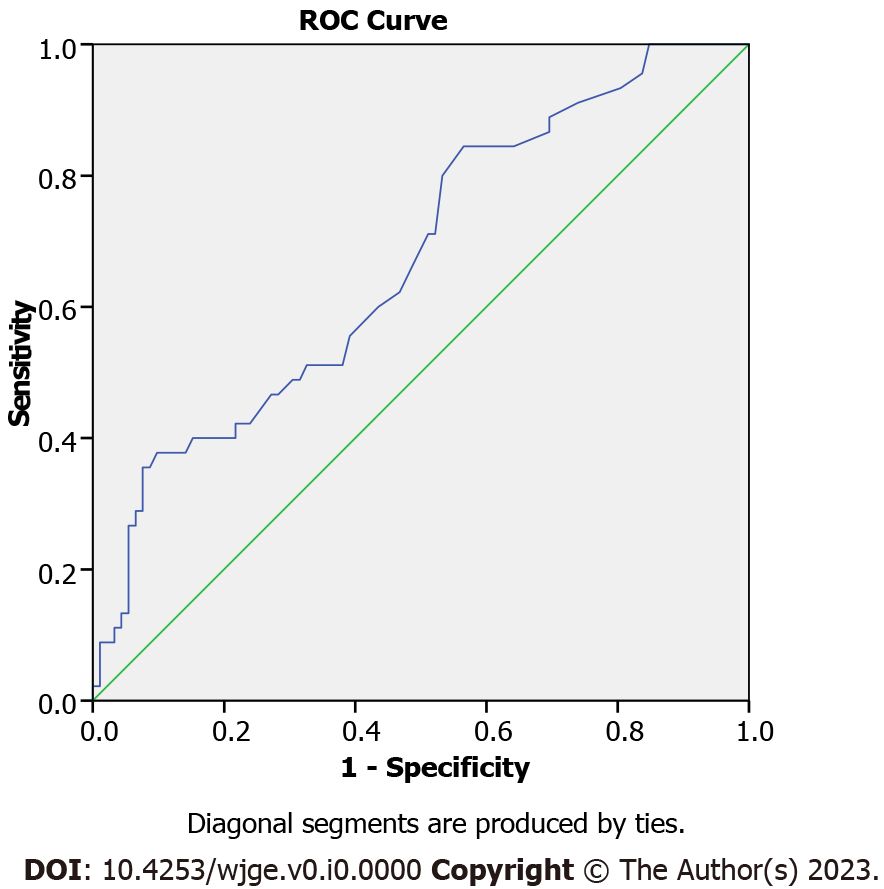 ROC Curve
1.0
0.8
0.6
0.4
0.2
0.0
Sensitivity
0.0 0.2 0.4 0.6 0.8 1.0
1 - Specificity
Diagonal segments are produced by ties.
DOI: 10.4253/wjge.v0.i0.0000 Copyright © The Author(s) 2023.